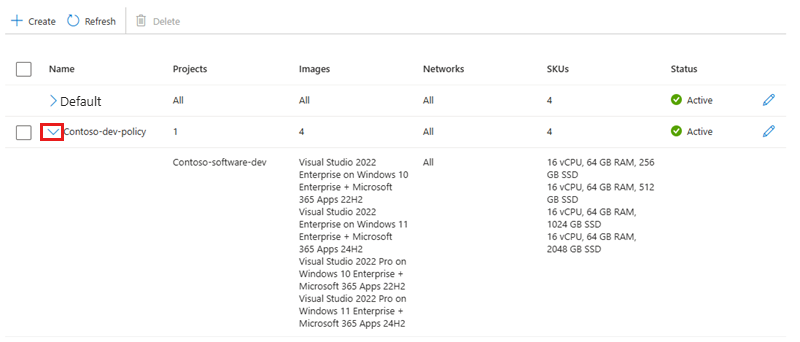 Create Refresh Delete
Name Projects Images Networks SKUs Status
Default All All All 4 Active
Contoso-dev-policy 1 4 All 4 Active
Contoso-software-dev
Visual Studio 2022
Enterprise on Windows 10
Enterprise + Microsoft
365 Apps 22H2
Visual Studio 2022
Enterprise on Windows 11
Enterprise + Microsoft
365 Apps 24H2
Visual Studio 2022 Pro on
Windows 10 Enterprise +
Microsoft 365 Apps 22H2
Visual Studio 2022 Pro on
Windows 11 Enterprise +
Microsoft 365 Apps 24H2
All
16 vCPU, 64 GB RAM, 256
GB SSD
16 vCPU, 64 GB RAM, 512
GB SSD
16 vCPU, 64 GB RAM,
1024 GB SSD
16 vCPU, 64 GB RAM,
2048 GB SSD